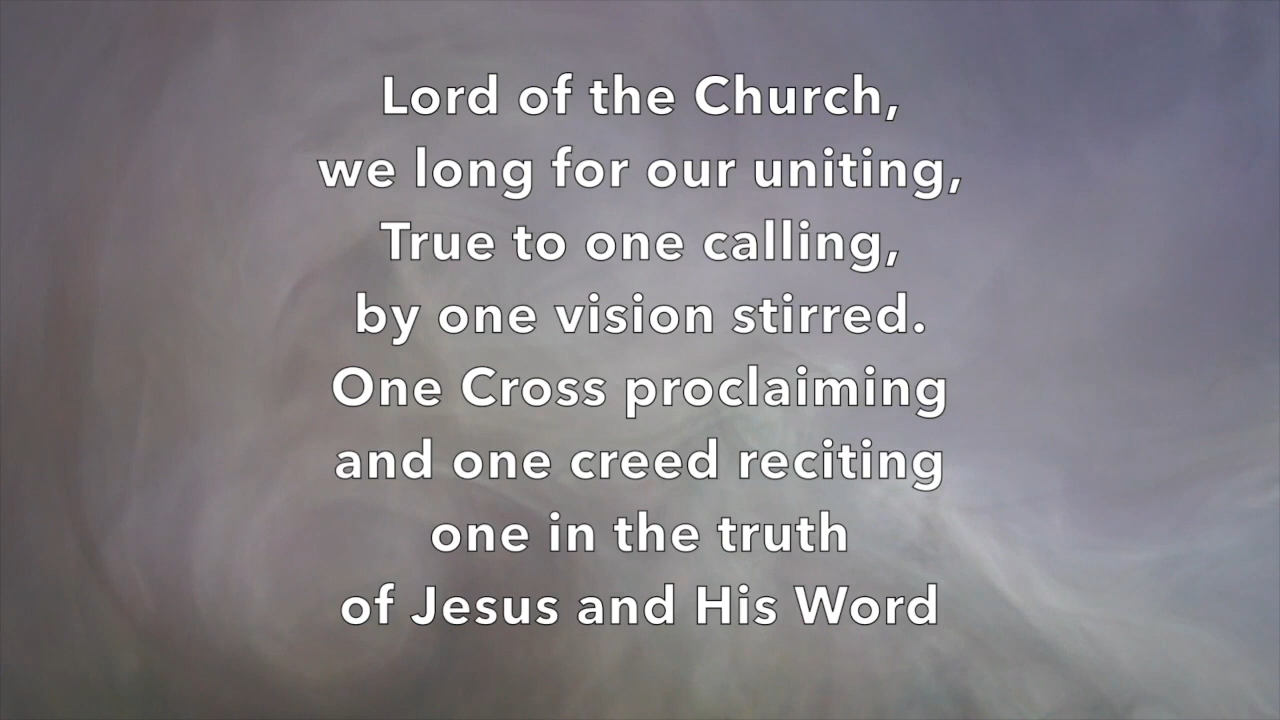 Lord of the Church,
we long for our uniting,
True to one calling,
by one vision stirred.
One Cross proclaiming
and one creed reciting
one in the truth
of Jesus and His Word